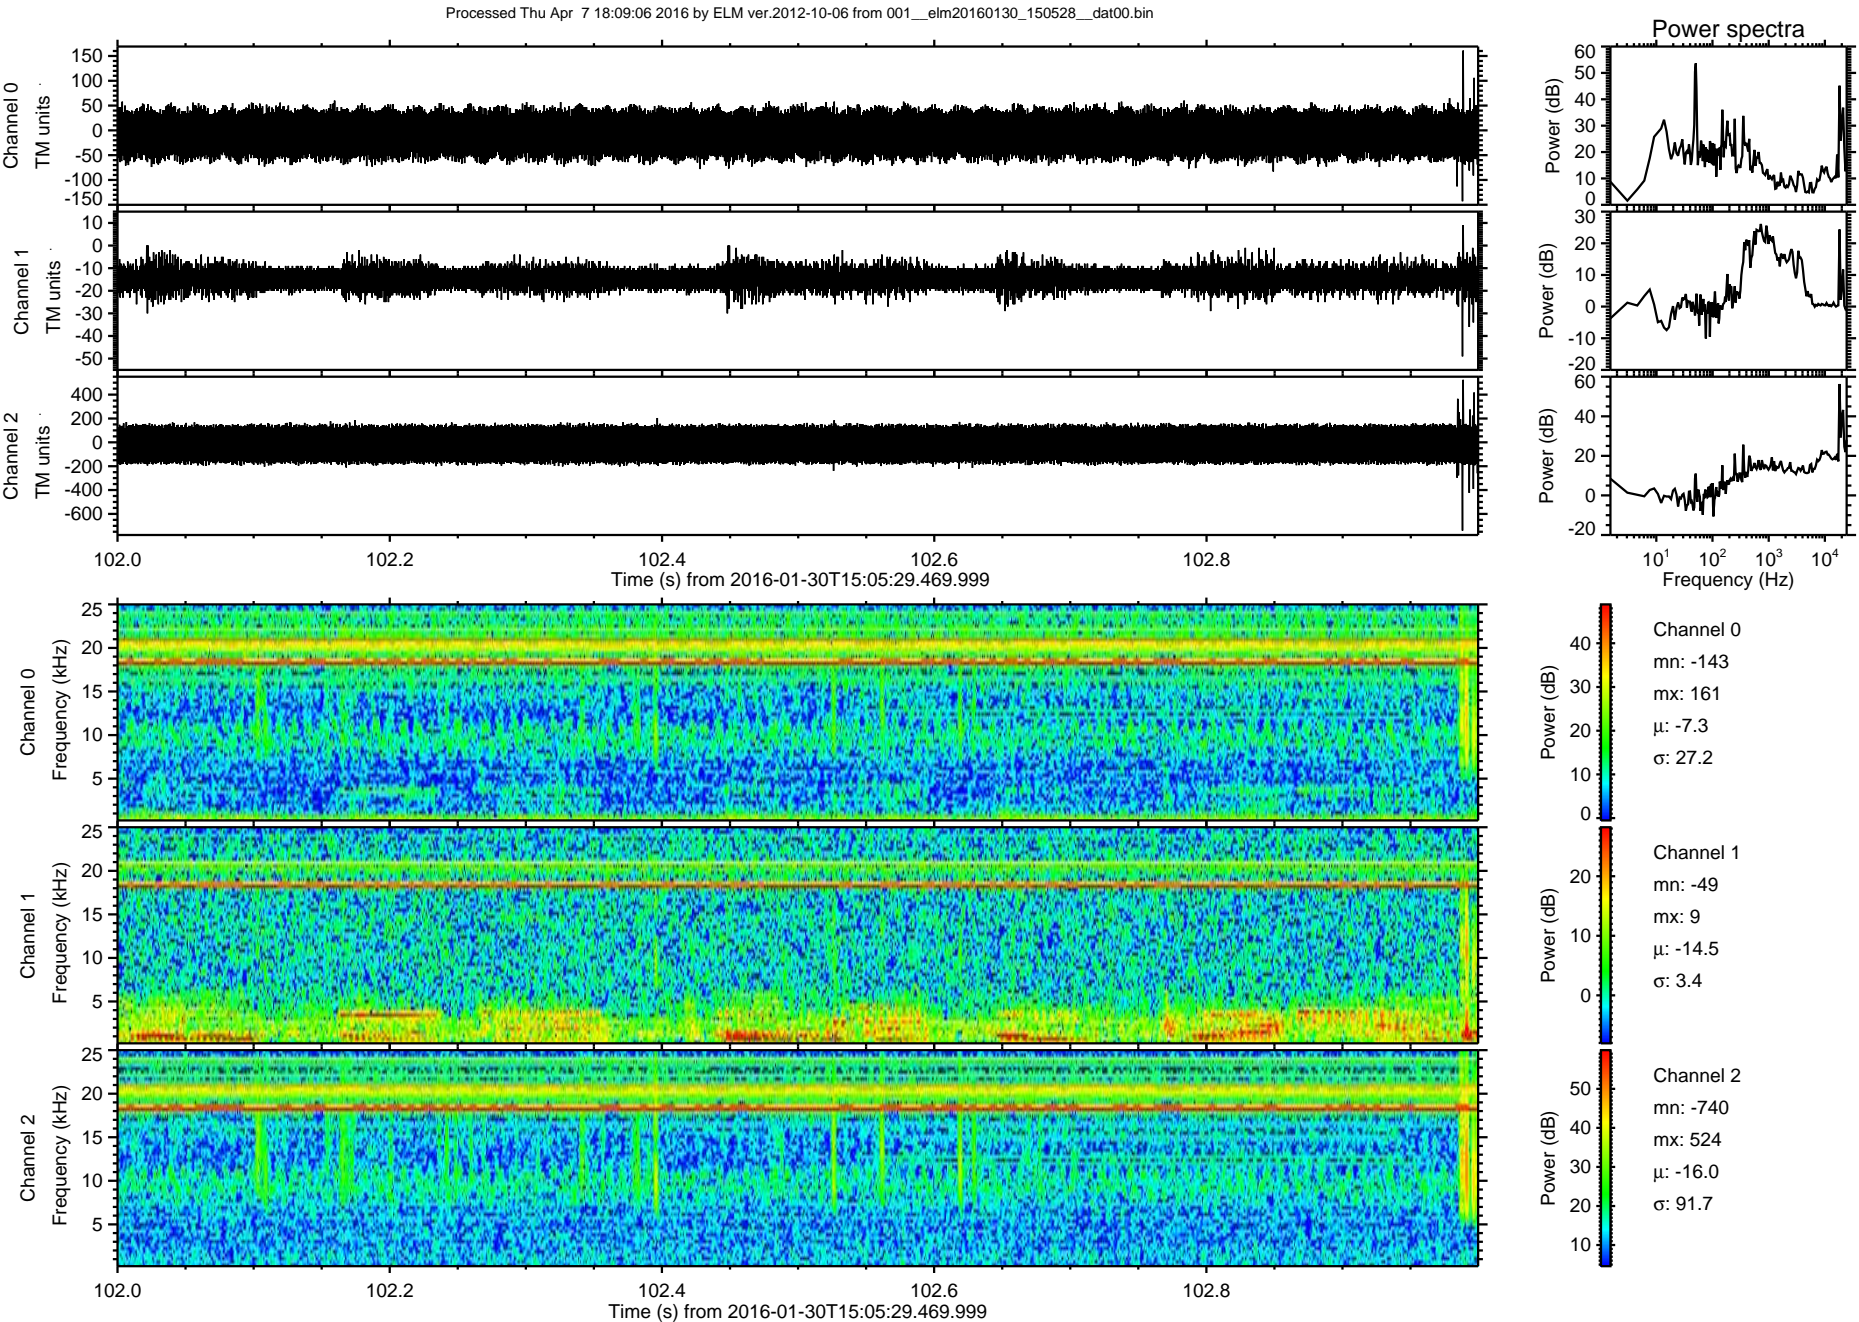 Processed Thu Apr  7 18:09:06 2016 by ELM ver.2012-10-06 from 001__elm20160130_150528__dat00.bin
Power spectra
Channel 0
TM units
150
100
50
0
-50
-100
-150
Power (dB)
60
50
40
30
20
10
0
Channel 1
TM units
10
0
-10
-20
-30
-40
-50
Power (dB)
30
20
10
0
-10
-20
Channel 2
TM units
400
200
0
-200
-400
-600
Power (dB)
60
40
20
0
-20
102.0 102.2 102.4 102.6 102.8
Time (s) from 2016-01-30T15:05:29.469.999
10¹ 10² 10³ 10⁴
Frequency (Hz)
Channel 0
Frequency (kHz)
25
20
15
10
5
Power (dB)
40
30
20
10
0
Channel 0
mn: -143
mx: 161
µ: -7.3
σ: 27.2
Channel 1
Frequency (kHz)
25
20
15
10
5
Power (dB)
20
10
0
Channel 1
mn: -49
mx: 9
µ: -14.5
σ: 3.4
Channel 2
Frequency (kHz)
25
20
15
10
5
Power (dB)
50
40
30
20
10
Channel 2
mn: -740
mx: 524
µ: -16.0
σ: 91.7
102.0 102.2 102.4 102.6 102.8
Time (s) from 2016-01-30T15:05:29.469.999